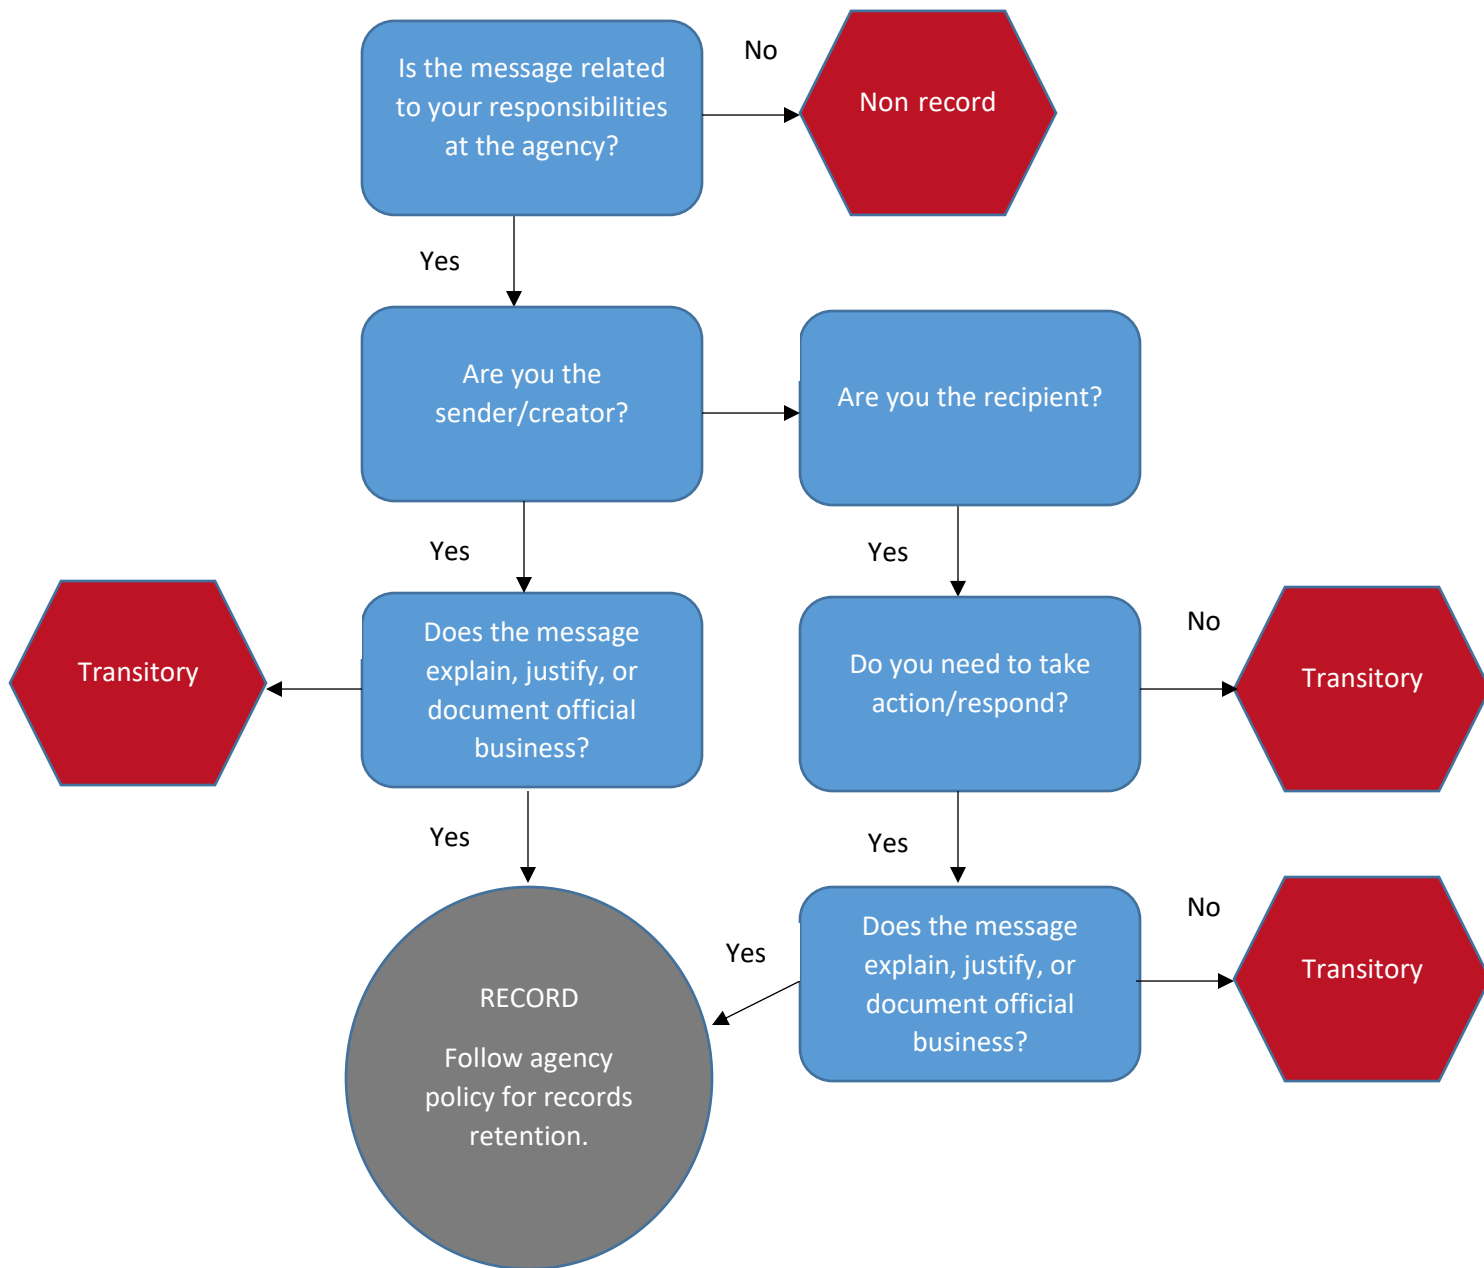 Is the message related
to your responsibilities
at the agency?
No
Non record
Yes
Are you the
sender/creator?
Are you the recipient?
Yes
Yes
Transitory
Does the message
explain, justify, or
document official
business?
Do you need to take
action/respond?
No
Transitory
Yes
Yes
RECORD
Follow agency
policy for records
retention.
Yes
Does the message
explain, justify, or
document official
business?
No
Transitory